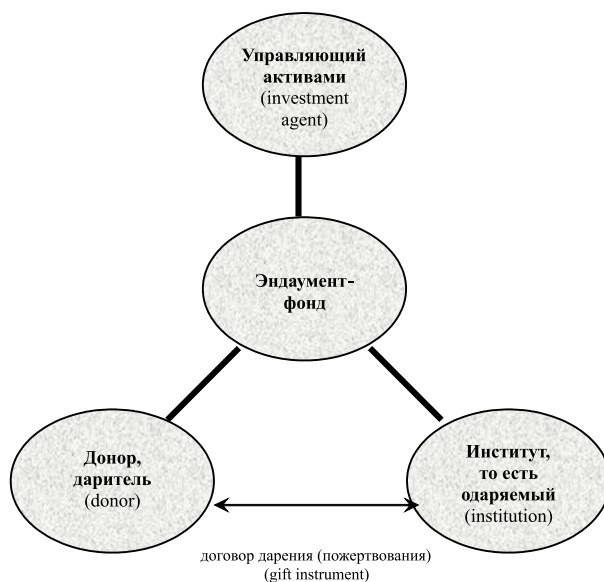 Управляющий
активами
(investment
agent)
Эндаумент-
фонд
Донор,
даритель
(donor)
Институт,
то есть
одаряемый
(institution)
договор дарения (пожертвования)
(gift instrument)